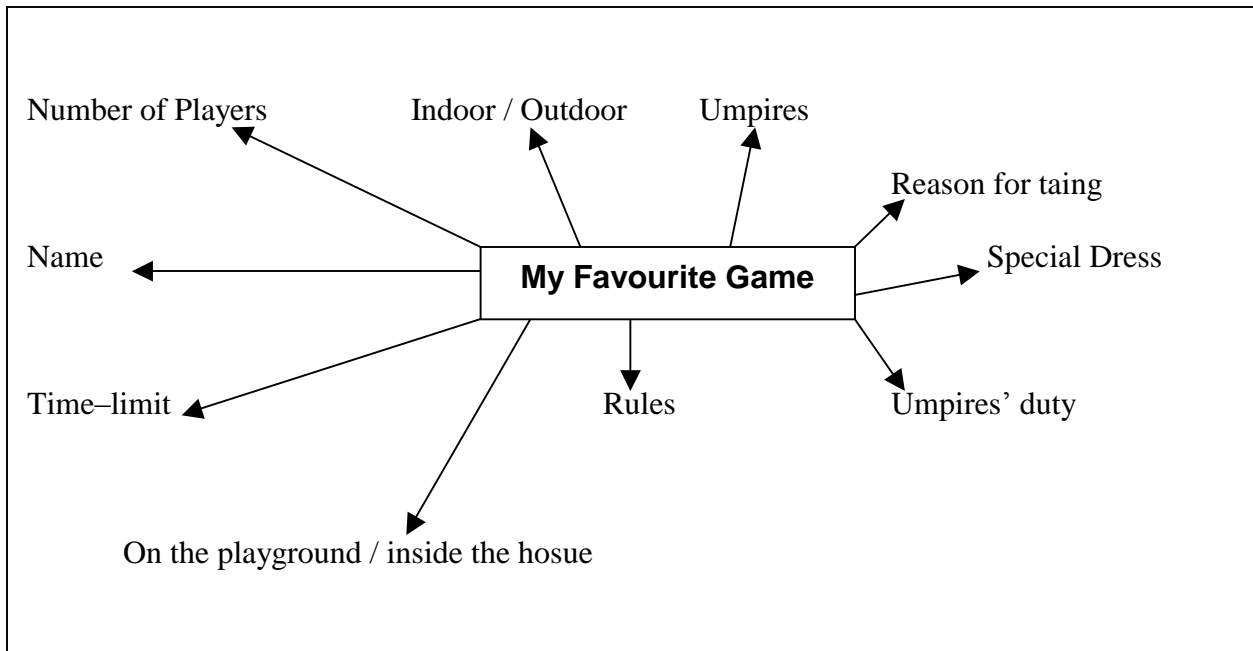 Number of Players
Indoor / Outdoor
Umpires
Reason for taing
Name
My Favourite Game
Special Dress
Time–limit
Rules
Umpires’ duty
On the playground / inside the hosue